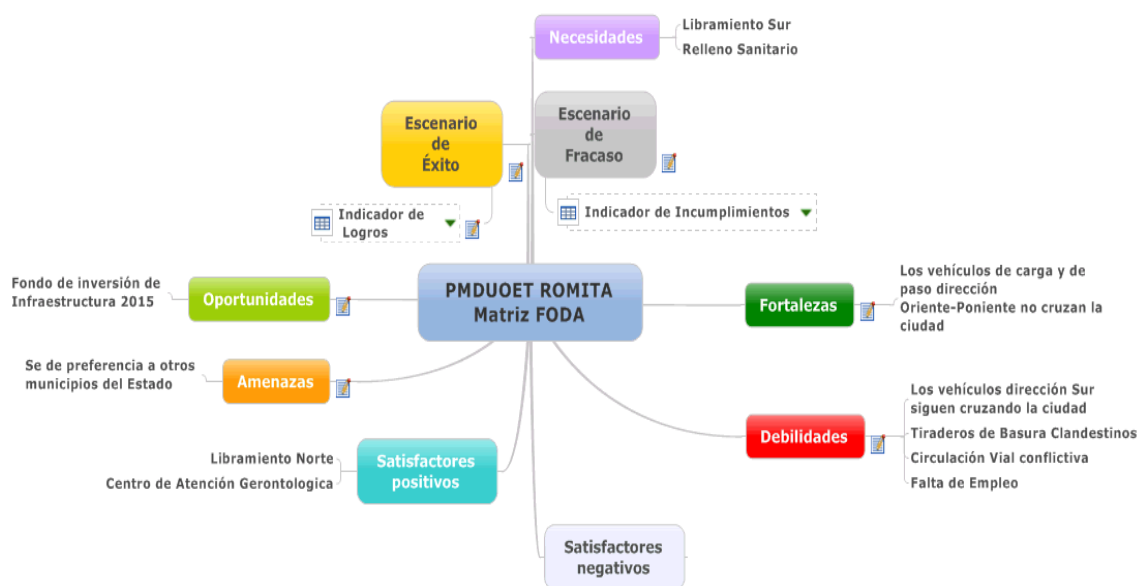 Necesidades
Libramiento Sur
Relleno Sanitario
Escenario
de
Éxito
Escenario
de
Fracaso
Indicador de
Logros
Indicador de Incumplimientos
PMDUOET ROMITA
Matriz FODA
Fondo de inversión de
Infraestructura 2015
Oportunidades
Fortalezas
Los vehículos de carga y de
paso dirección
Oriente-Poniente no cruzan la
ciudad
Se de preferencia a otros
municipios del Estado
Amenazas
Debilidades
Los vehículos dirección Sur
siguen cruzando la ciudad
Tiraderos de Basura Clandestinos
Circulación Vial conflictiva
Falta de Empleo
Libramiento Norte
Centro de Atención Gerontologica
Satisfactores
positivos
Satisfactores
negativos